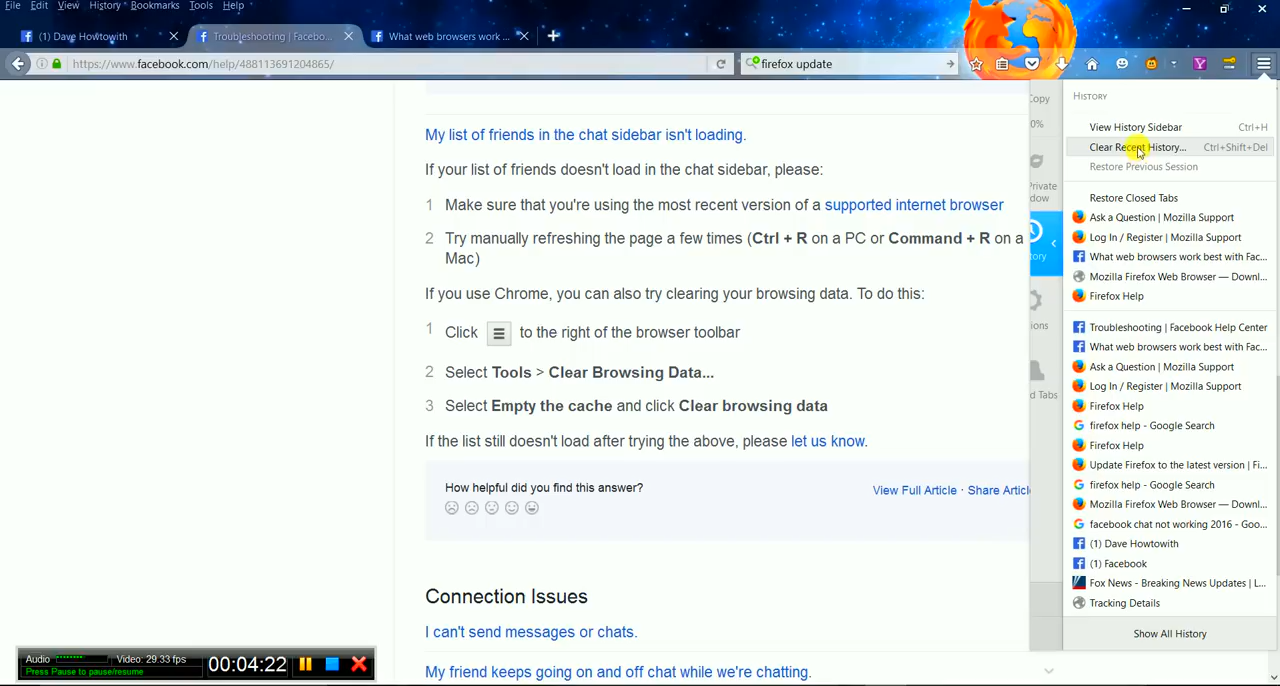 File Edit View History Bookmarks Tools Help
(1) Dave Howtowith
Troubleshooting | Facebo...
What web browsers work ...
https://www.facebook.com/help/488113691204865/
firefox update
My list of friends in the chat sidebar isn't loading.
If your list of friends doesn't load in the chat sidebar, please:
1 Make sure that you're using the most recent version of a supported internet browser
2 Try manually refreshing the page a few times (Ctrl + R on a PC or Command + R on a
Mac)
If you use Chrome, you can also try clearing your browsing data. To do this:
1 Click to the right of the browser toolbar
2 Select Tools > Clear Browsing Data...
3 Select Empty the cache and click Clear browsing data
If the list still doesn't load after trying the above, please let us know.
How helpful did you find this answer?
View Full Article · Share Articl
Connection Issues
I can't send messages or chats.
My friend keeps going on and off chat while we're chatting.
Copy
0%
Private
dow
ory
ions
d Tabs
HISTORY
View History Sidebar Ctrl+H
Clear Recent History... Ctrl+Shift+Del
Restore Previous Session
Restore Closed Tabs
Ask a Question | Mozilla Support
Log In / Register | Mozilla Support
What web browsers work best with Fac...
Mozilla Firefox Web Browser — Downl...
Firefox Help
Troubleshooting | Facebook Help Center
What web browsers work best with Fac...
Ask a Question | Mozilla Support
Log In / Register | Mozilla Support
Firefox Help
firefox help - Google Search
Firefox Help
Update Firefox to the latest version | Fi...
firefox help - Google Search
Mozilla Firefox Web Browser — Downl...
facebook chat not working 2016 - Goo...
(1) Dave Howtowith
(1) Facebook
Fox News - Breaking News Updates | L...
Tracking Details
Show All History
Audio
Video: 29.33 fps
Press Pause to pause/resume
00:04:22